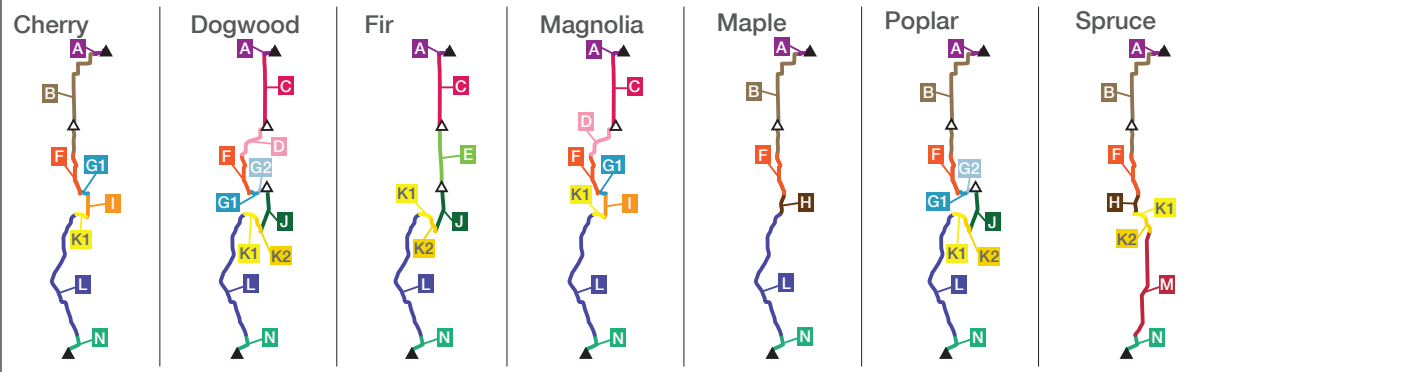 Cherry
A
B
F
G1
I
K1
L
N
Dogwood
A
C
D
F
G2
G1
J
K1
K2
L
N
Fir
A
C
E
K1
J
K2
L
N
Magnolia
A
C
D
F
G1
K1
I
L
N
Maple
A
B
F
H
L
N
Poplar
A
B
F
G2
G1
J
K1
K2
L
N
Spruce
A
B
F
H
K1
K2
M
N